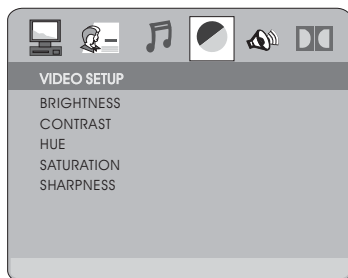 VIDEO SETUP
BRIGHTNESS
CONTRAST
HUE
SATURATION
SHARPNESS